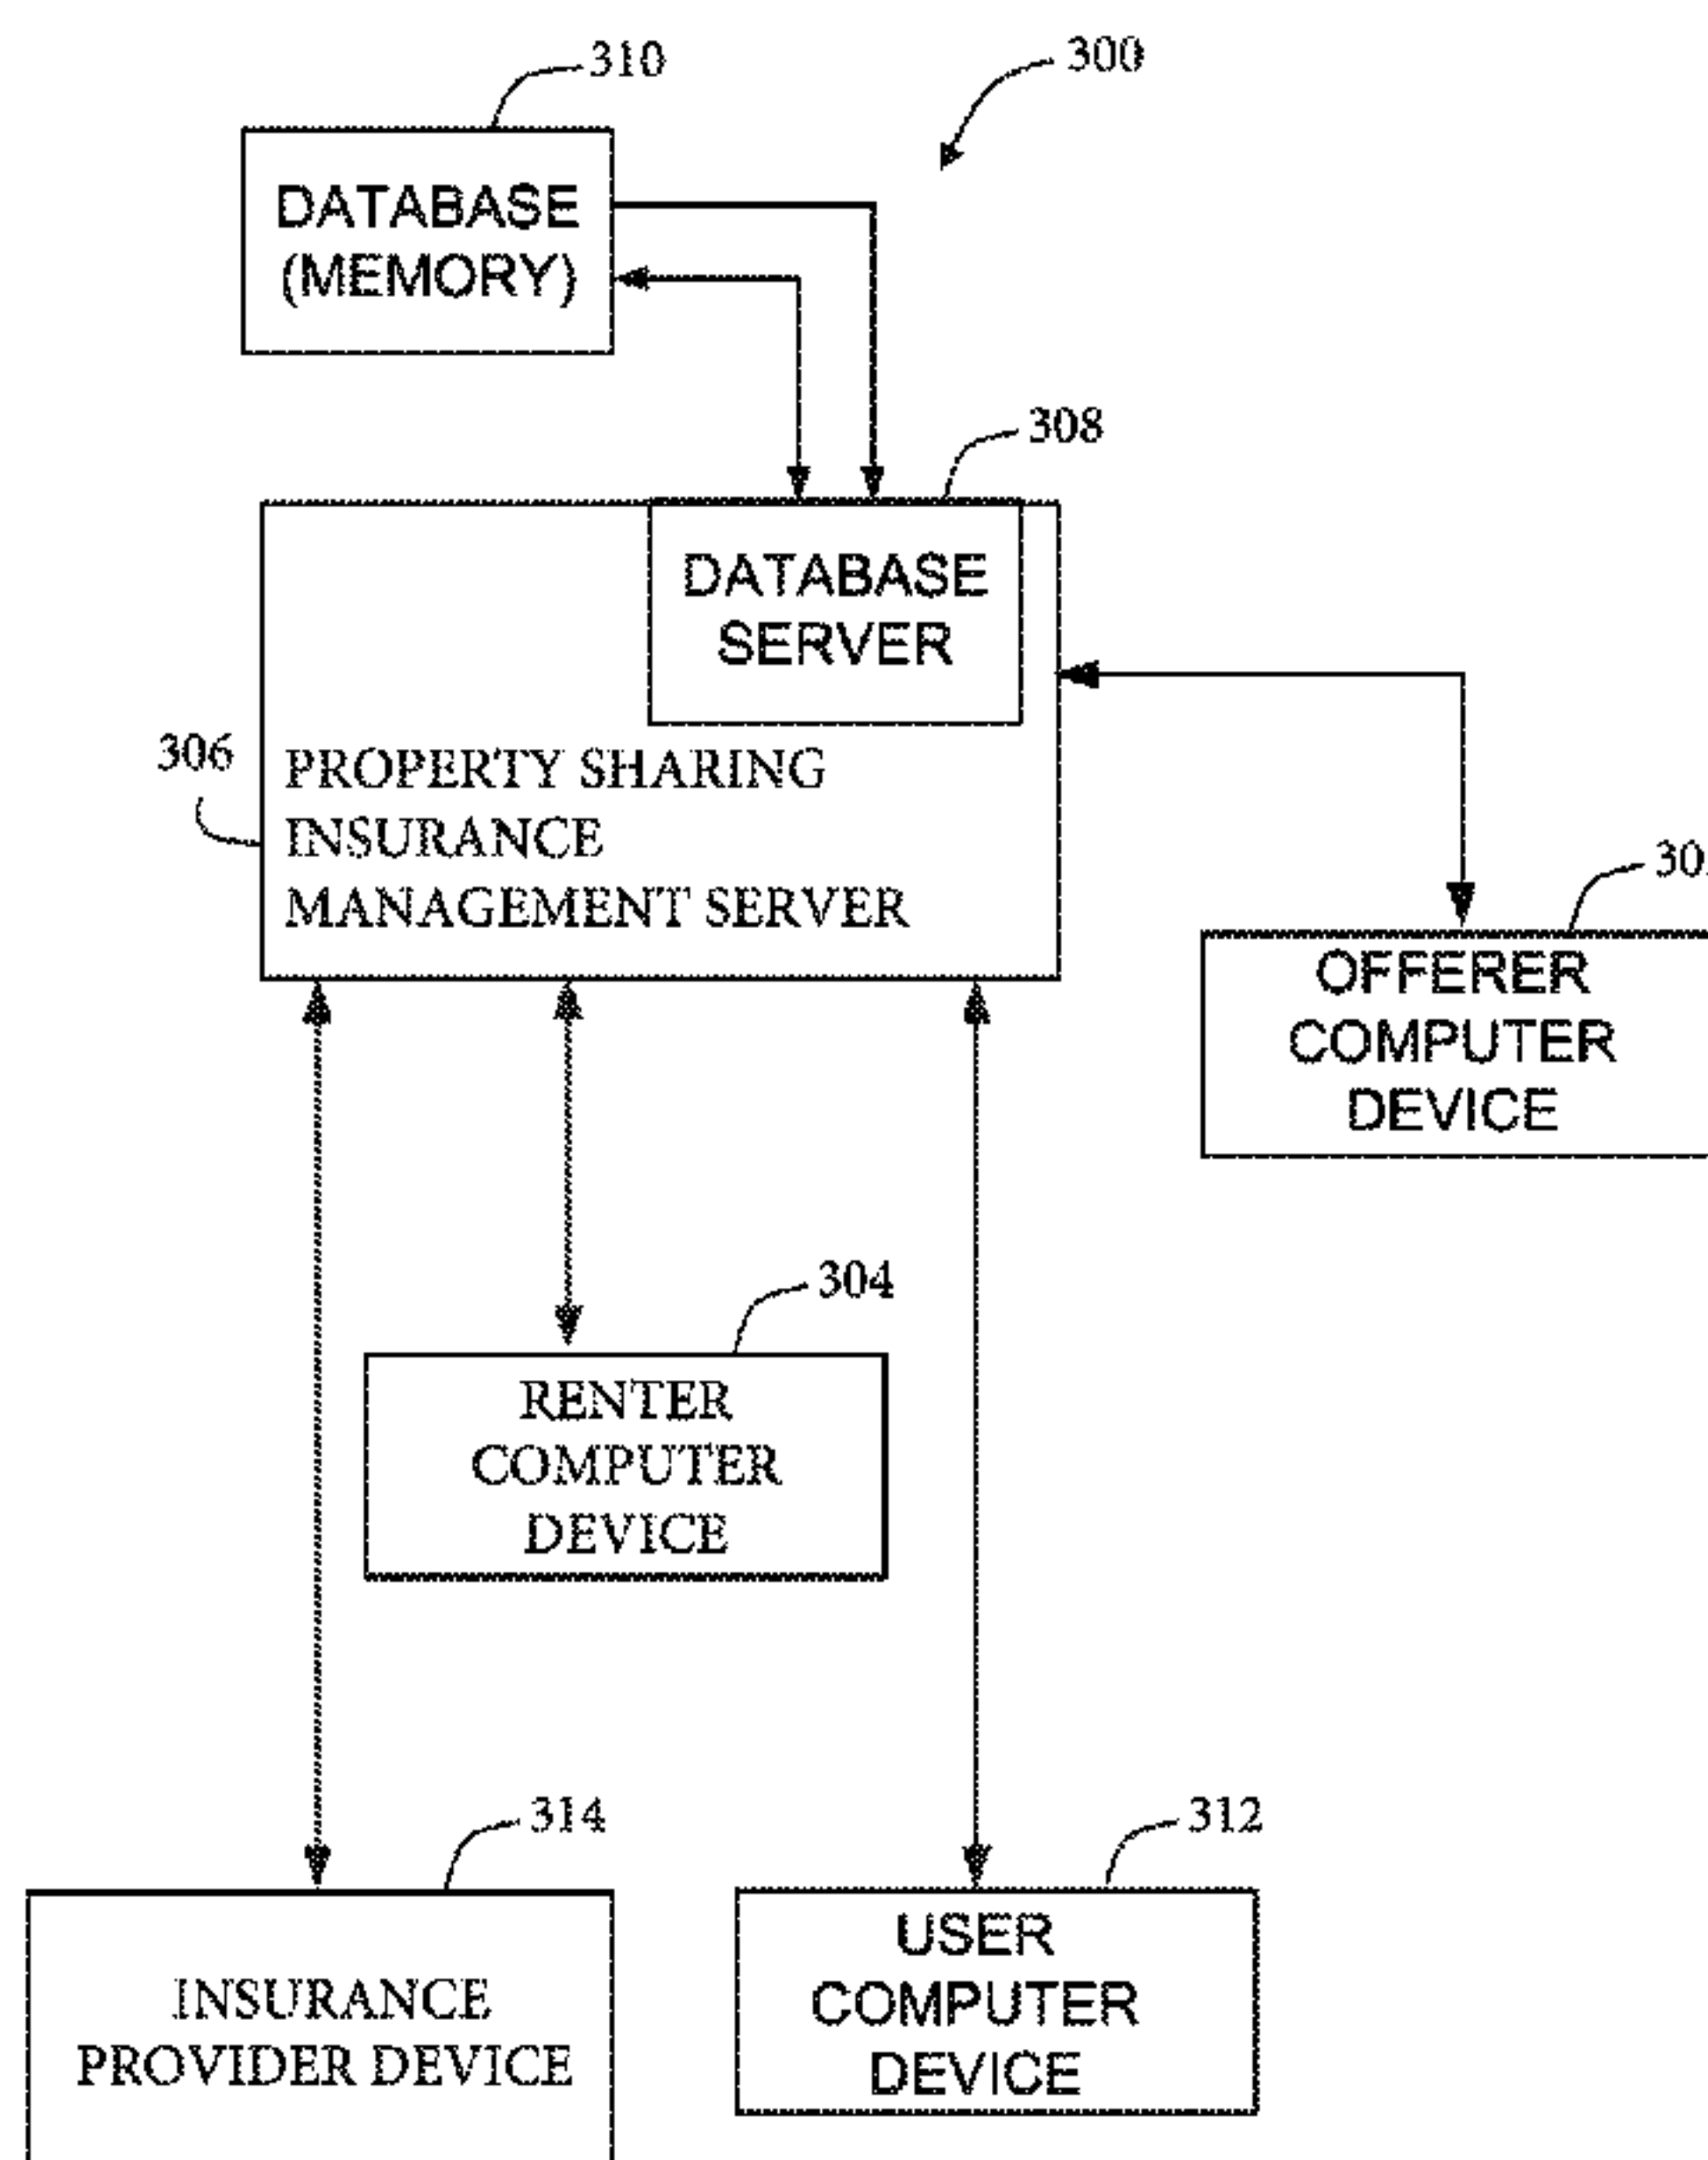 310
300
DATABASE
(MEMORY)
308
DATABASE
SERVER
306
PROPERTY SHARING
INSURANCE
MANAGEMENT SERVER
OFFERER
COMPUTER
DEVICE
304
RENTER
COMPUTER
DEVICE
314
312
INSURANCE
PROVIDER DEVICE
USER
COMPUTER
DEVICE